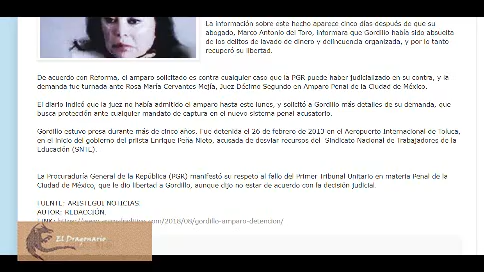 La información sobre este hecho aparece cinco días después de que su
abogado, Marco Antonio del Toro, informara que Gordillo había sido absuelta
de los delitos de lavado de dinero y delincuencia organizada, y por lo tanto
recuperó su libertad.
De acuerdo con Reforma, el amparo solicitado es contra cualquier caso que la PGR puede haber judicializado en su contra, y la
demanda fue turnada ante Rosa María Cervantes Mejía, Juez Décimo Segundo en Amparo Penal de la Ciudad de México.
El diario indicó que la juez no había admitido el amparo hasta este lunes, y solicitó a Gordillo más detalles de su demanda, que
busca protección ante cualquier mandato de captura en el nuevo sistema penal acusatorio.
Gordillo estuvo presa durante más de cinco años. Fue detenida el 26 de febrero de 2013 en el Aeropuerto Internacional de Toluca,
en el inicio del gobierno del priista Enrique Peña Nieto, acusada de desviar recursos del Sindicato Nacional de Trabajadores de la
Educación (SNTE).
La Procuraduría General de la República (PGR) manifestó su respeto al fallo del Primer Tribunal Unitario en materia Penal de la
Ciudad de México, que le dio libertad a Gordillo, aunque dijo no estar de acuerdo con la decisión judicial.
FUENTE: ARISTEGUI NOTICIAS.
AUTOR: REDACCIÓN.
/2018/08/gordillo-amparo-detencion/
El Dragonario